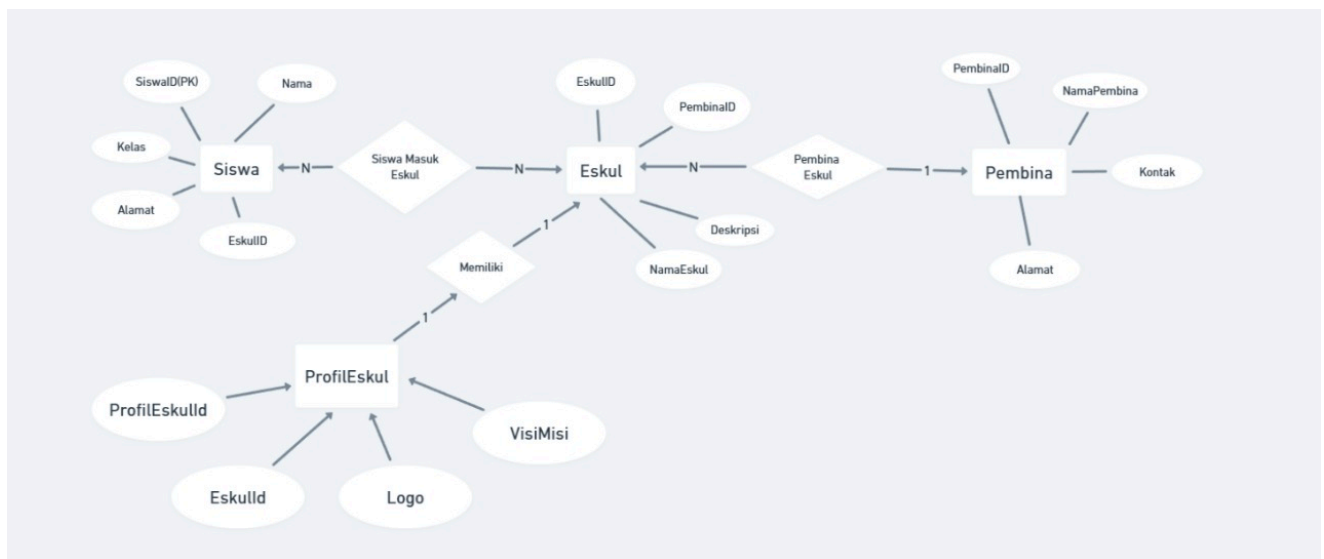 SiswaID(PK)
Nama
Kelas
Siswa
Alamat
EskulID
N
Siswa Masuk
Eskul
N
EskulID
PembinaID
Eskul
Deskripsi
NamaEskul
N
Pembina
Eskul
1
PembinaID
NamaPembina
Pembina
Kontak
Alamat
1
Memiliki
1
ProfilEskul
ProfilEskulId
EskulId
Logo
VisiMisi